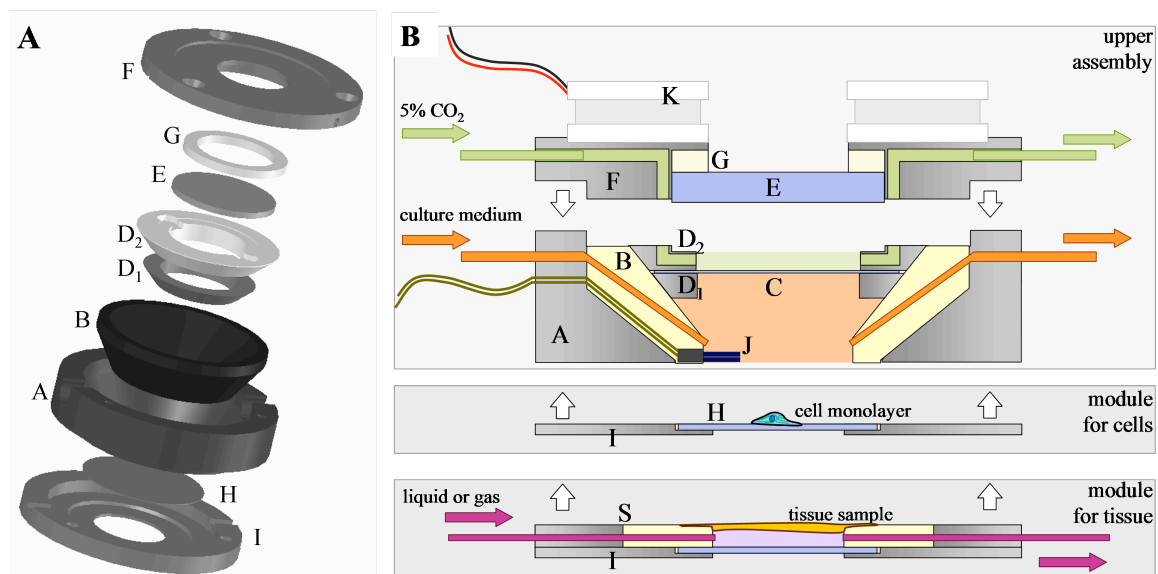 A
F
G
E
D2
D1
B
A
H
I
B
upper
assembly
K
5% CO2
G
F
E
culture medium
D2
B
D1
C
A
J
module
for cells
H
cell monolayer
I
module
for tissue
liquid or gas
S
tissue sample
I